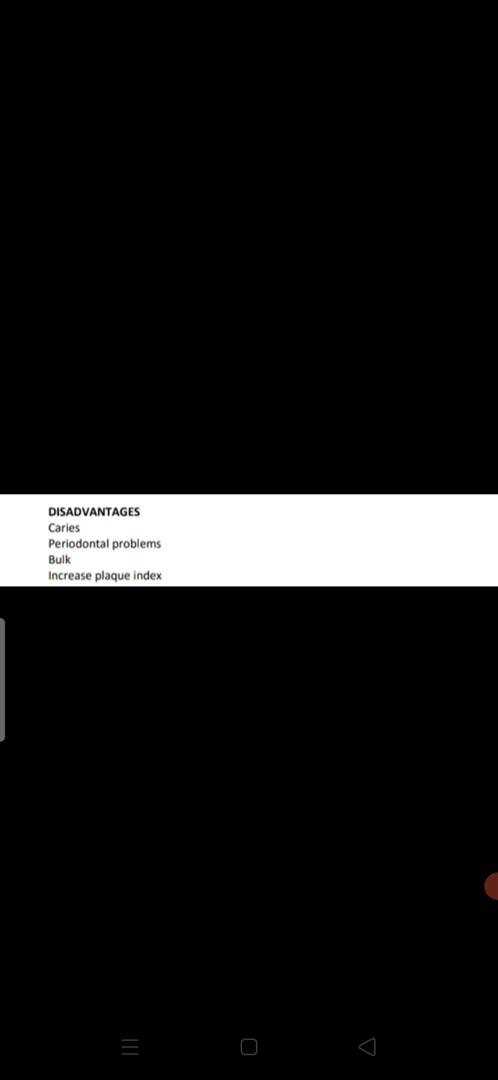 DISADVANTAGES
Caries
Periodontal problems
Bulk
Increase plaque index